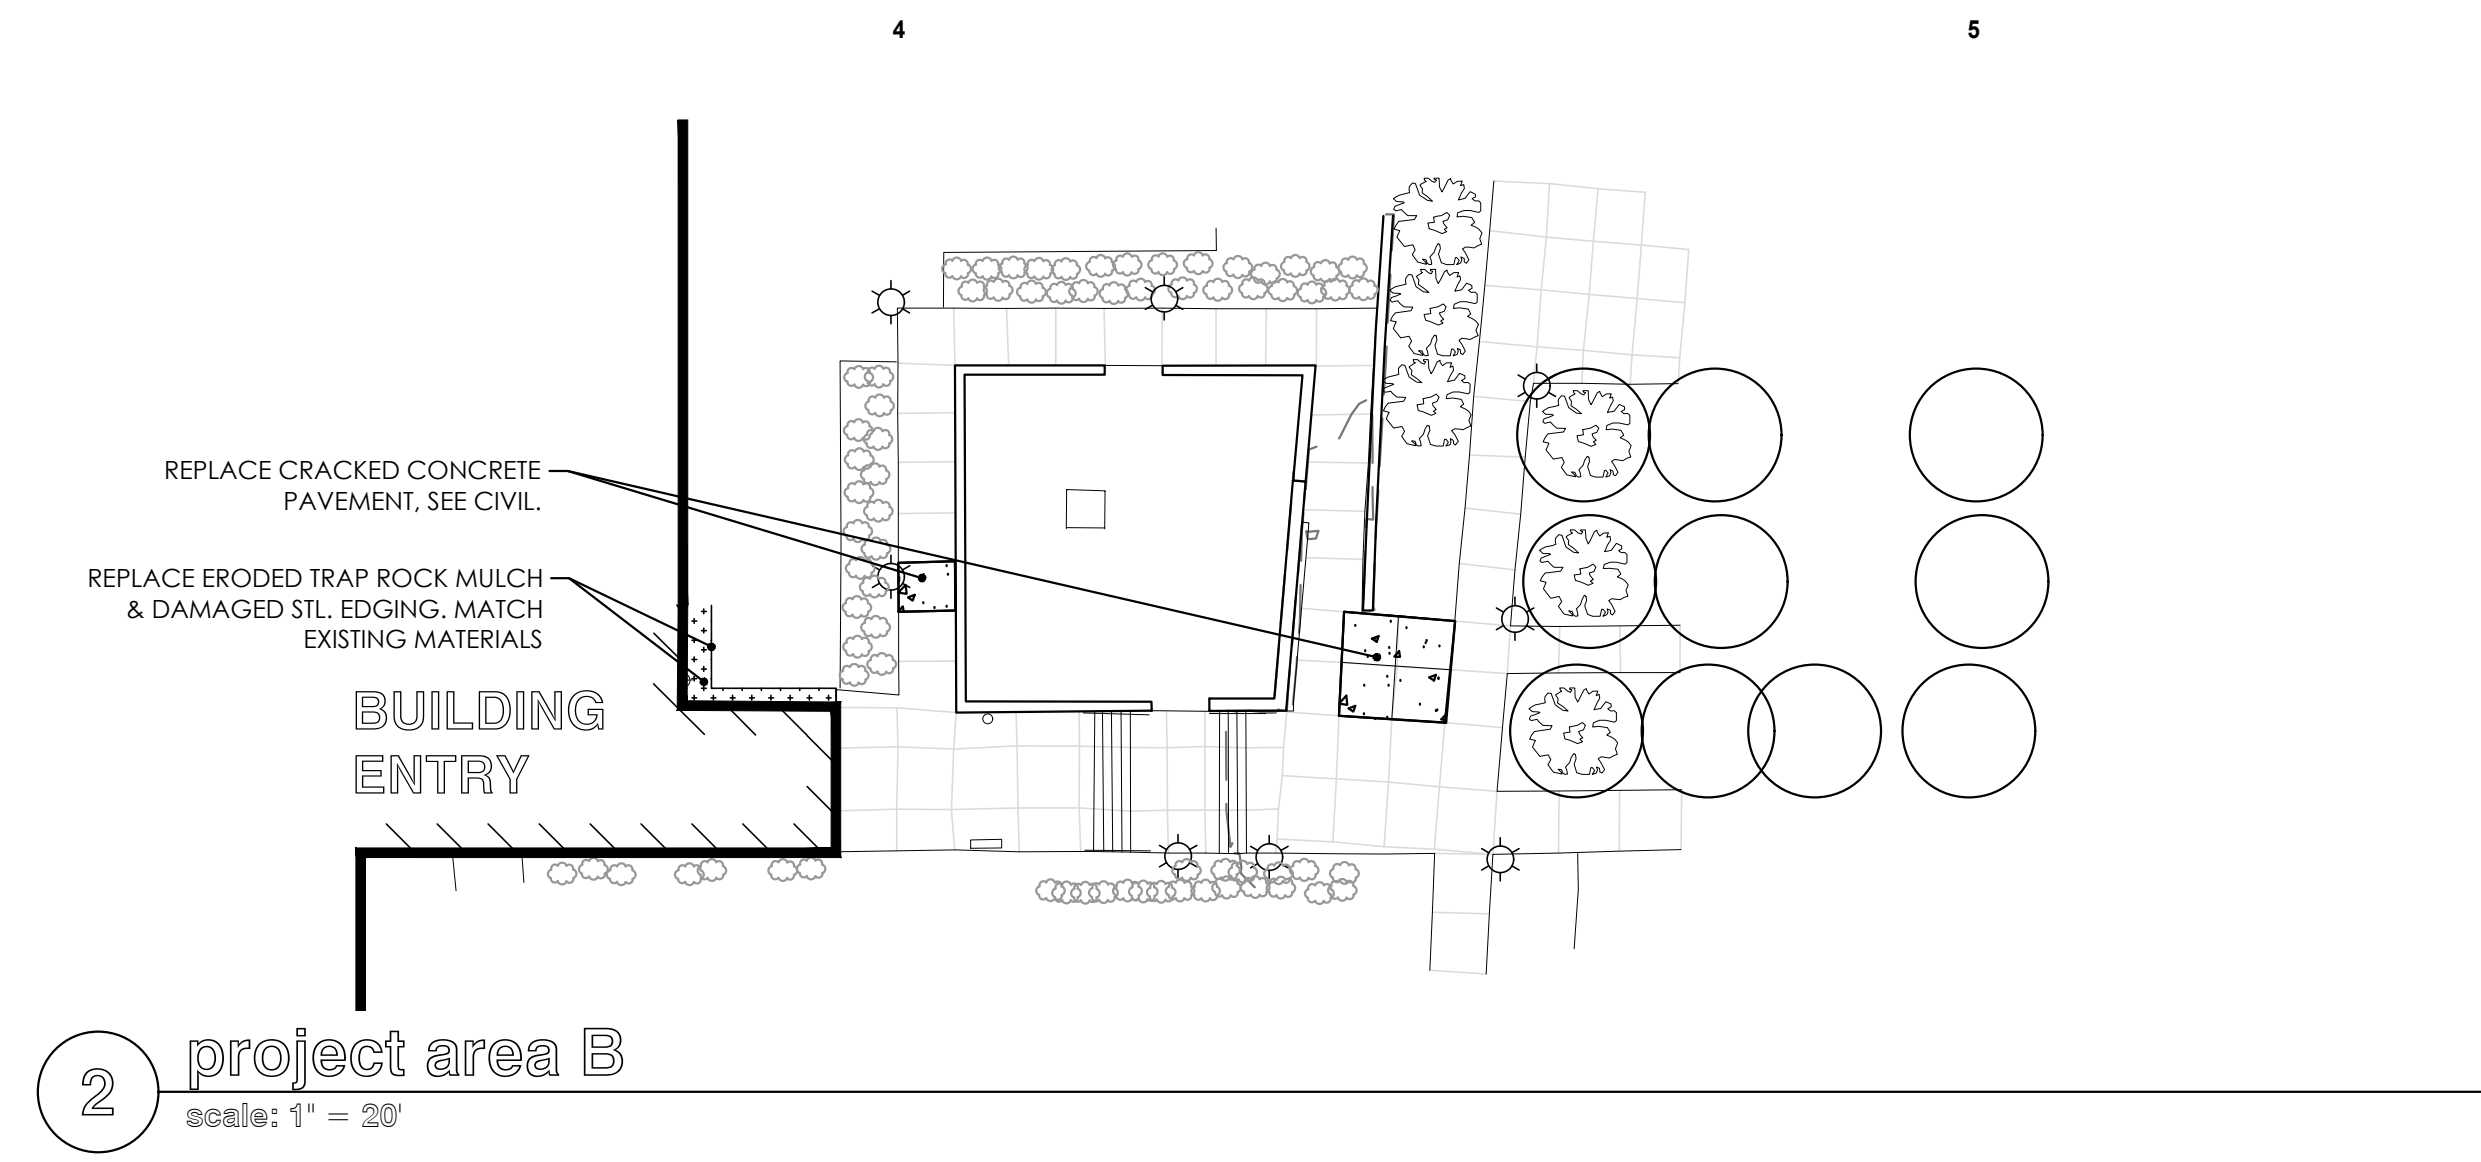 4
5
REPLACE CRACKED CONCRETE
PAVEMENT, SEE CIVIL.
REPLACE ERODED TRAP ROCK MULCH
& DAMAGED STL. EDGING. MATCH
EXISTING MATERIALS
BUILDING
ENTRY
2
project area B
scale: 1" = 20'